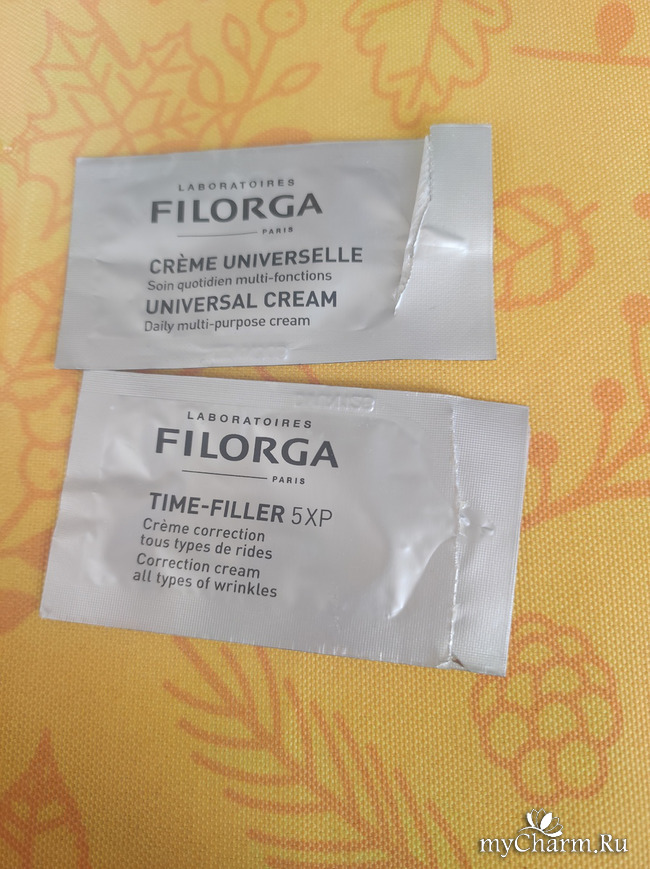 LABORATOIRES
FILORGA
PARIS
CRÈME UNIVERSELLE
Soin quotidien multi-fonctions
UNIVERSAL CREAM
Daily multi-purpose cream
LABORATOIRES
FILORGA
PARIS
TIME-FILLER 5XP
Crème correction
tous types de rides
Correction cream
all types of wrinkles
myCharm.Ru